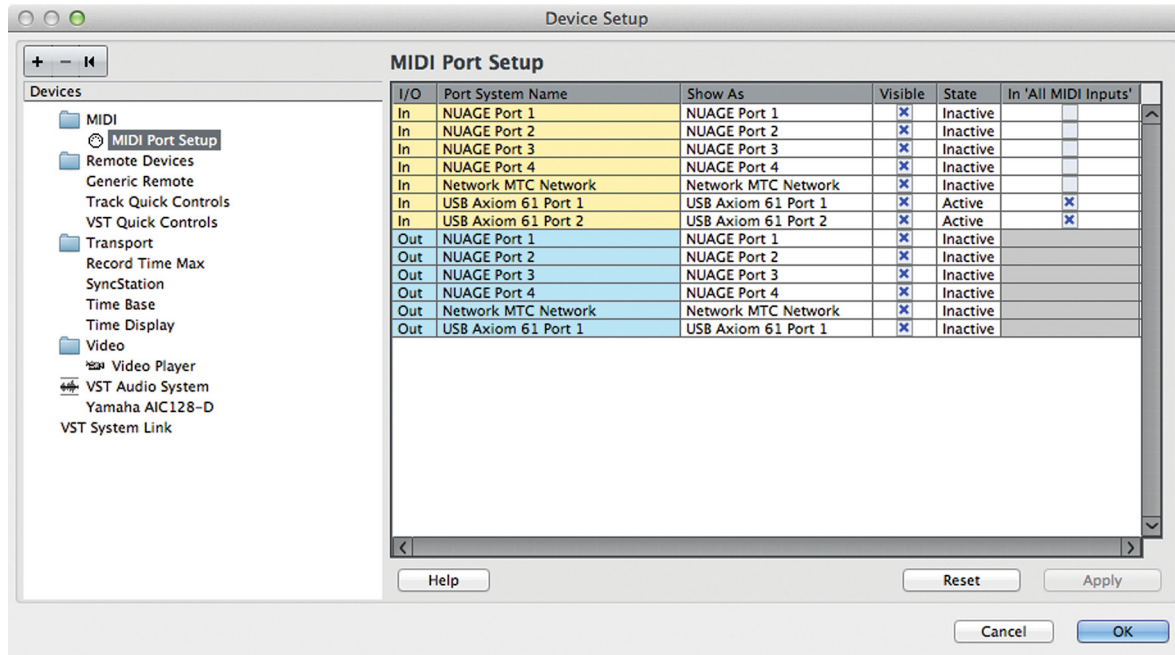 Device Setup
+ −
Devices
MIDI
MIDI Port Setup
Remote Devices
Generic Remote
Track Quick Controls
VST Quick Controls
Transport
Record Time Max
SyncStation
Time Base
Time Display
Video
Video Player
VST Audio System
Yamaha AIC128-D
VST System Link
MIDI Port Setup
I/O Port System Name Show As Visible State In 'All MIDI Inputs'
In NUAGE Port 1 NUAGE Port 1 Inactive
In NUAGE Port 2 NUAGE Port 2 Inactive
In NUAGE Port 3 NUAGE Port 3 Inactive
In NUAGE Port 4 NUAGE Port 4 Inactive
In Network MTC Network Network MTC Network Inactive
In USB Axiom 61 Port 1 USB Axiom 61 Port 1 Active
In USB Axiom 61 Port 2 USB Axiom 61 Port 2 Active
Out NUAGE Port 1 NUAGE Port 1 Inactive
Out NUAGE Port 2 NUAGE Port 2 Inactive
Out NUAGE Port 3 NUAGE Port 3 Inactive
Out NUAGE Port 4 NUAGE Port 4 Inactive
Out Network MTC Network Network MTC Network Inactive
Out USB Axiom 61 Port 1 USB Axiom 61 Port 1 Inactive
Help Reset Apply
Cancel OK